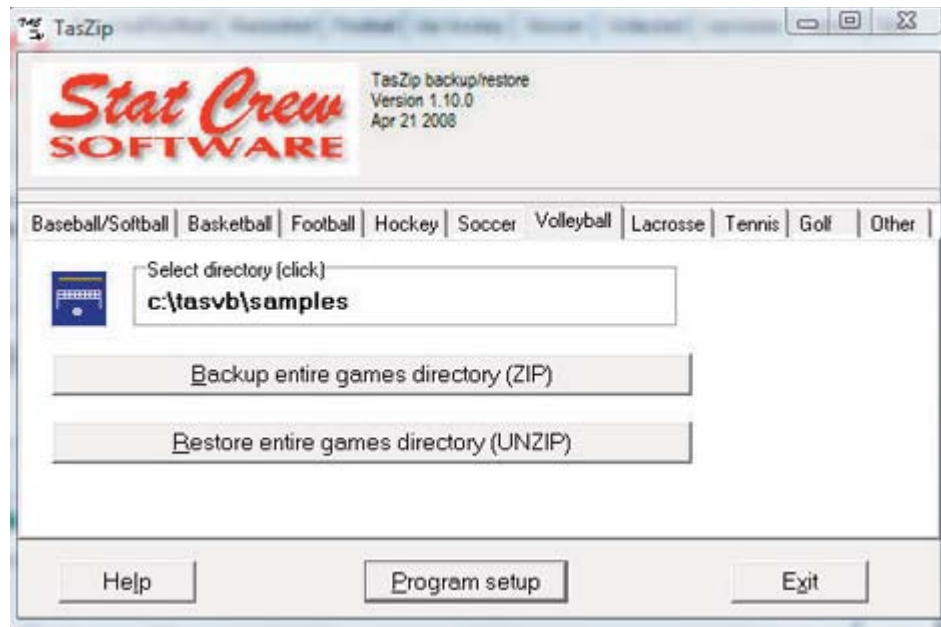 TasZip
Stat Crew
SOFTWARE
TasZip backup/restore
Version 1.10.0
Apr 21 2008
Baseball/Softball Basketball Football Hockey Soccer Volleyball Lacrosse Tennis Golf Other
Select directory (click)
c:\tasvb\samples
Backup entire games directory (ZIP)
Restore entire games directory (UNZIP)
Help Program setup Exit